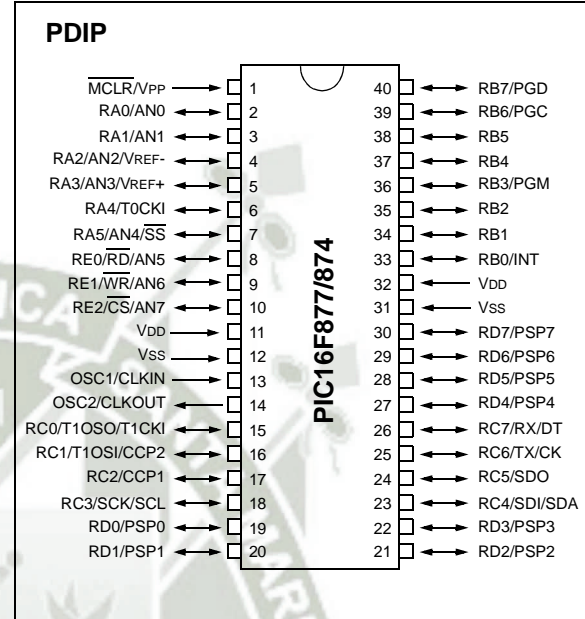 PDIP
MCLR/VPP 1 40 RB7/PGD
RA0/AN0 2 39 RB6/PGC
RA1/AN1 3 38 RB5
RA2/AN2/VREF- 4 37 RB4
RA3/AN3/VREF+ 5 36 RB3/PGM
RA4/T0CKI 6 35 RB2
RA5/AN4/SS 7 34 RB1
RE0/RD/AN5 8 33 RB0/INT
RE1/WR/AN6 9 32 VDD
RE2/CS/AN7 10 31 VSS
VDD 11 30 RD7/PSP7
VSS 12 29 RD6/PSP6
OSC1/CLKIN 13 28 RD5/PSP5
OSC2/CLKOUT 14 27 RD4/PSP4
RC0/T1OSO/T1CKI 15 26 RC7/RX/DT
RC1/T1OSI/CCP2 16 25 RC6/TX/CK
RC2/CCP1 17 24 RC5/SDO
RC3/SCK/SCL 18 23 RC4/SDI/SDA
RD0/PSP0 19 22 RD3/PSP3
RD1/PSP1 20 21 RD2/PSP2
PIC16F877/874